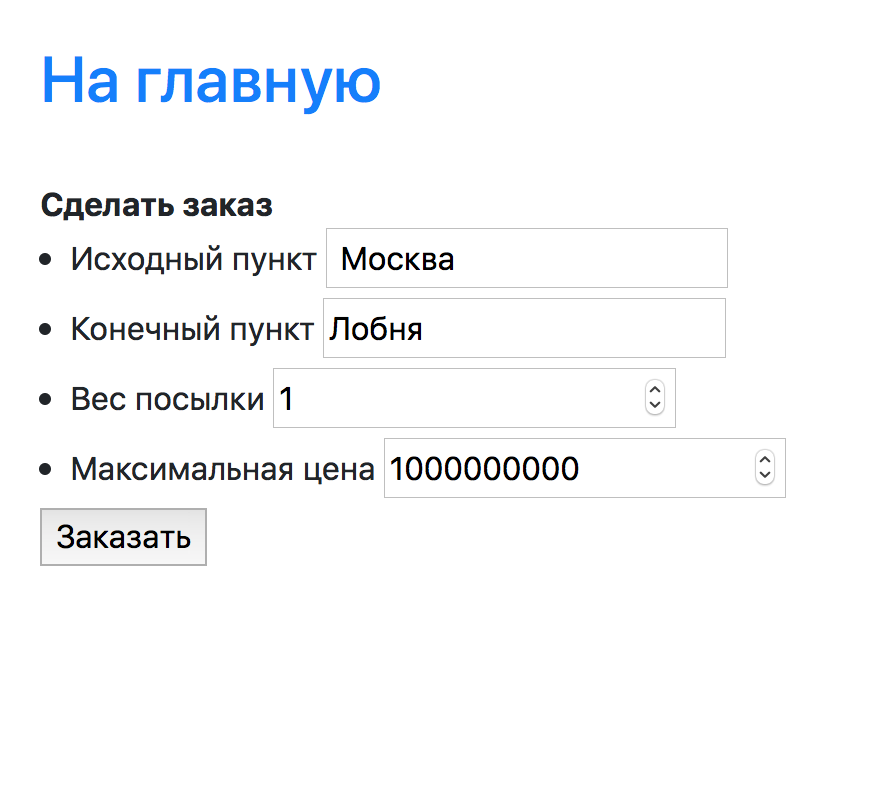 На главную
Сделать заказ
• Исходный пункт Москва
• Конечный пункт Лобня
• Вес посылки 1
• Максимальная цена 1000000000
Заказать